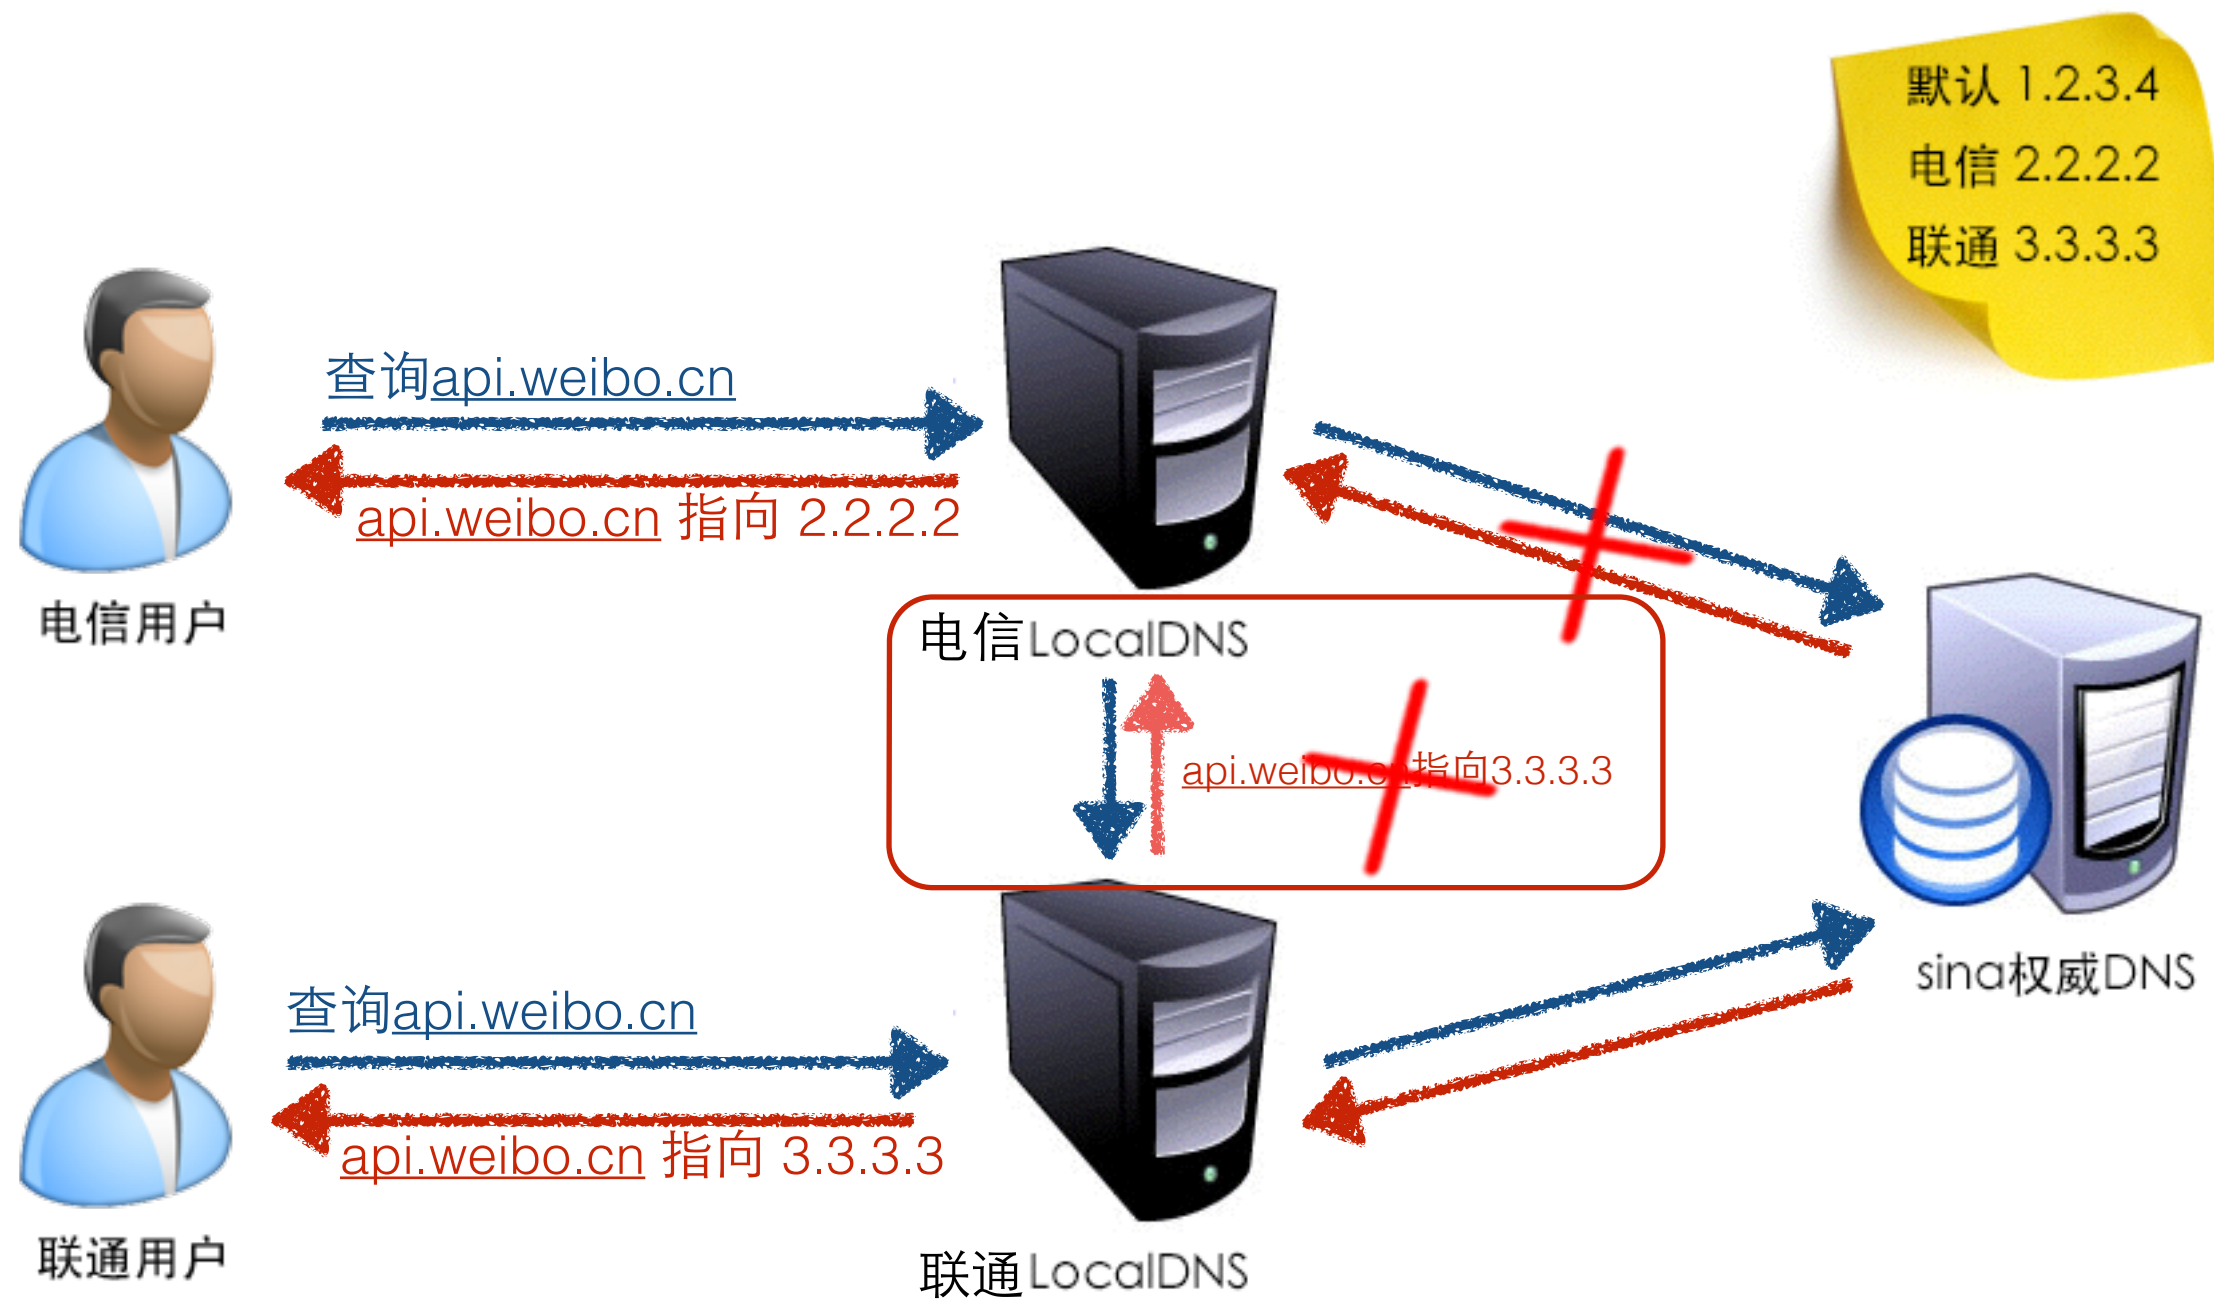 默认 1.2.3.4
电信 2.2.2.2
联通 3.3.3.3
查询api.weibo.cn
api.weibo.cn 指向 2.2.2.2
电信用户
电信LocalDNS
api.weibo.cn指向3.3.3.3
sina权威DNS
查询api.weibo.cn
api.weibo.cn 指向 3.3.3.3
联通用户
联通LocalDNS